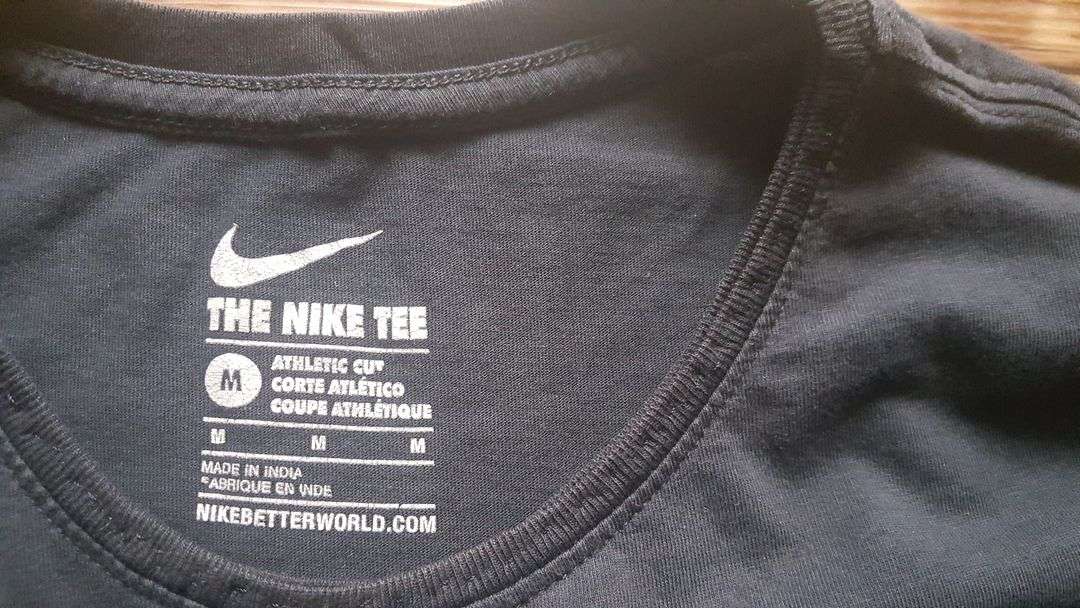 THE NIKE TEE
M
ATHLETIC CUT
CORTE ATLÉTICO
COUPE ATHLÉTIQUE
M M M
MADE IN INDIA
FABRIQUE EN INDE
NIKEBETTERWORLD.COM